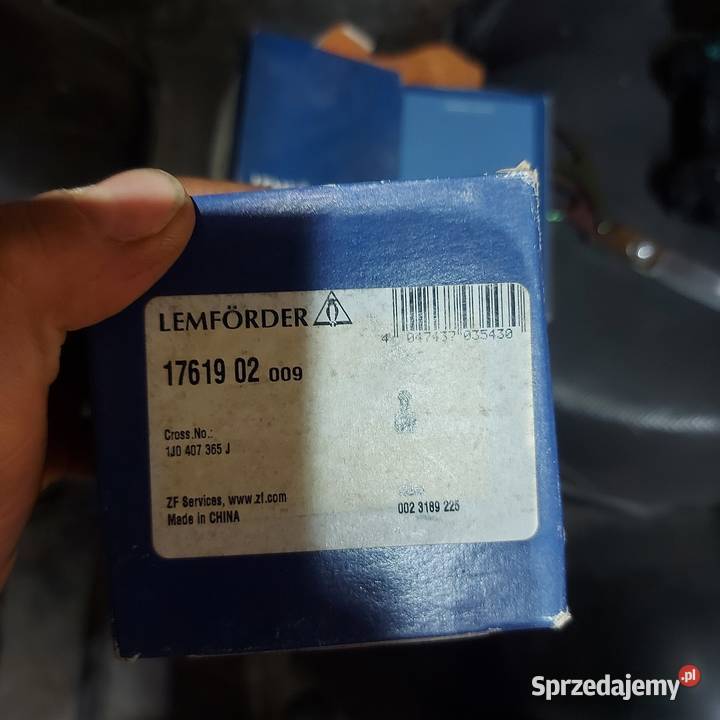 LEMFÖRDER
4 047437 035430
17619 02 009
Cross.No.:
1J0 407 365 J
ZF Services, www.zf.com
Made in CHINA
002 3189 225
Sprzedajemy.pl